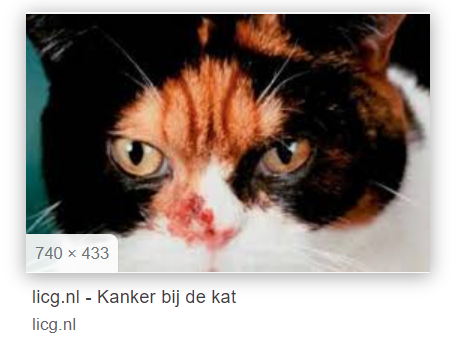 740 × 433
licg.nl - Kanker bij de kat
licg.nl